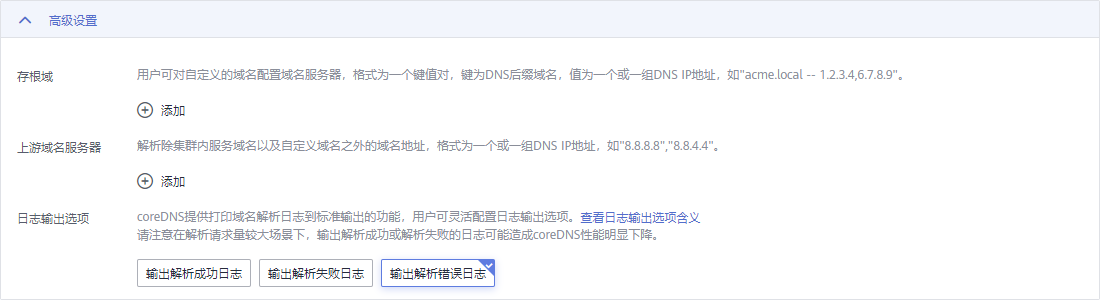 高级设置
存根域
用户可对自定义的域名配置域名服务器，格式为一个键值对，键为DNS后缀域名，值为一个或一组DNS IP地址，如"acme.local -- 1.2.3.4,6.7.8.9"。
添加
上游域名服务器
解析除集群内服务域名以及自定义域名之外的域名地址，格式为一个或一组DNS IP地址，如"8.8.8.8","8.8.4.4"。
添加
日志输出选项
coreDNS提供打印域名解析日志到标准输出的功能，用户可灵活配置日志输出选项。查看日志输出选项含义
请注意在解析请求量较大场景下，输出解析成功或解析失败的日志可能造成coreDNS性能明显下降。
输出解析成功日志 输出解析失败日志 输出解析错误日志